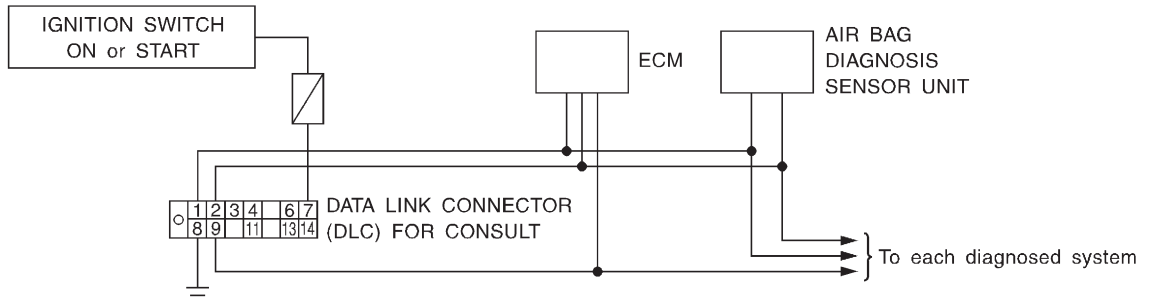 IGNITION SWITCH
ON or START
ECM
AIR BAG
DIAGNOSIS
SENSOR UNIT
1 2 3 4 6 7
8 9 11 13 14
DATA LINK CONNECTOR
(DLC) FOR CONSULT
To each diagnosed system